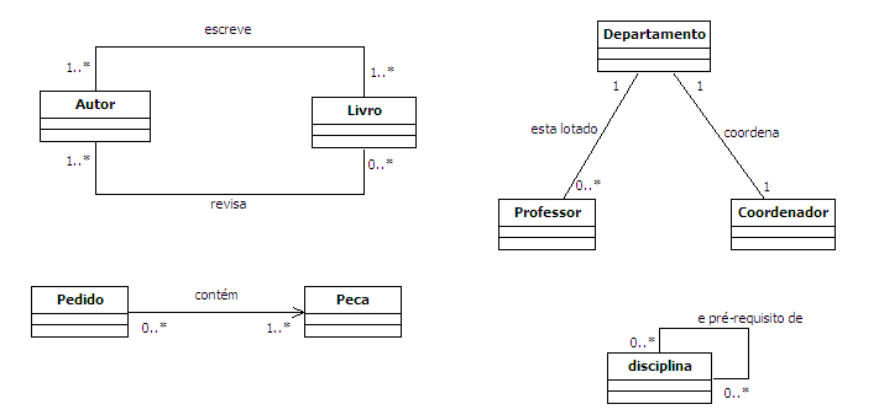 escreve
1..*
1..*
Autor
Livro
1..*
0..*
revisa
Departamento
1
1
esta lotado
coordena
0..*
1
Professor
Coordenador
Pedido
contém
Peca
0..*
1..*
e pré-requisito de
0..*
disciplina
0..*